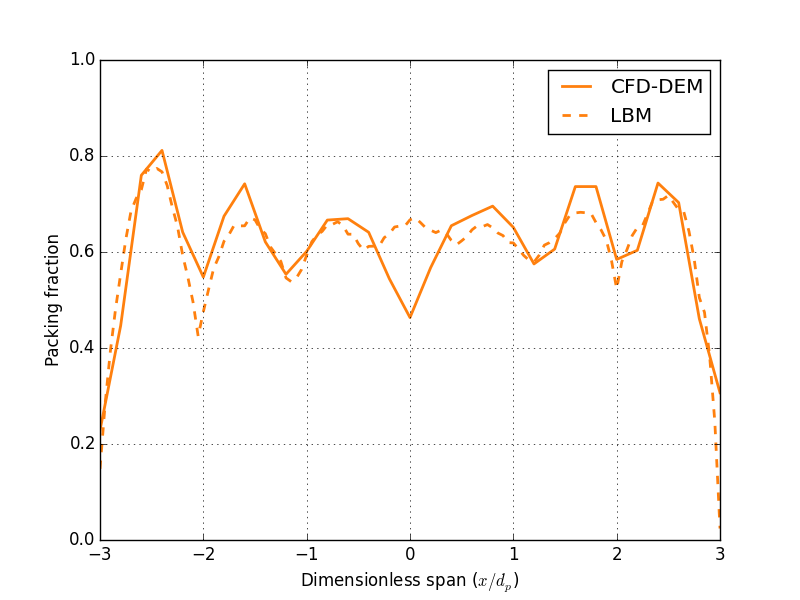 1.0
CFD-DEM
LBM
0.8
0.6
Packing fraction
0.4
0.2
0.0
−3 −2 −1 0 1 2 3
Dimensionless span (x/dₚ)